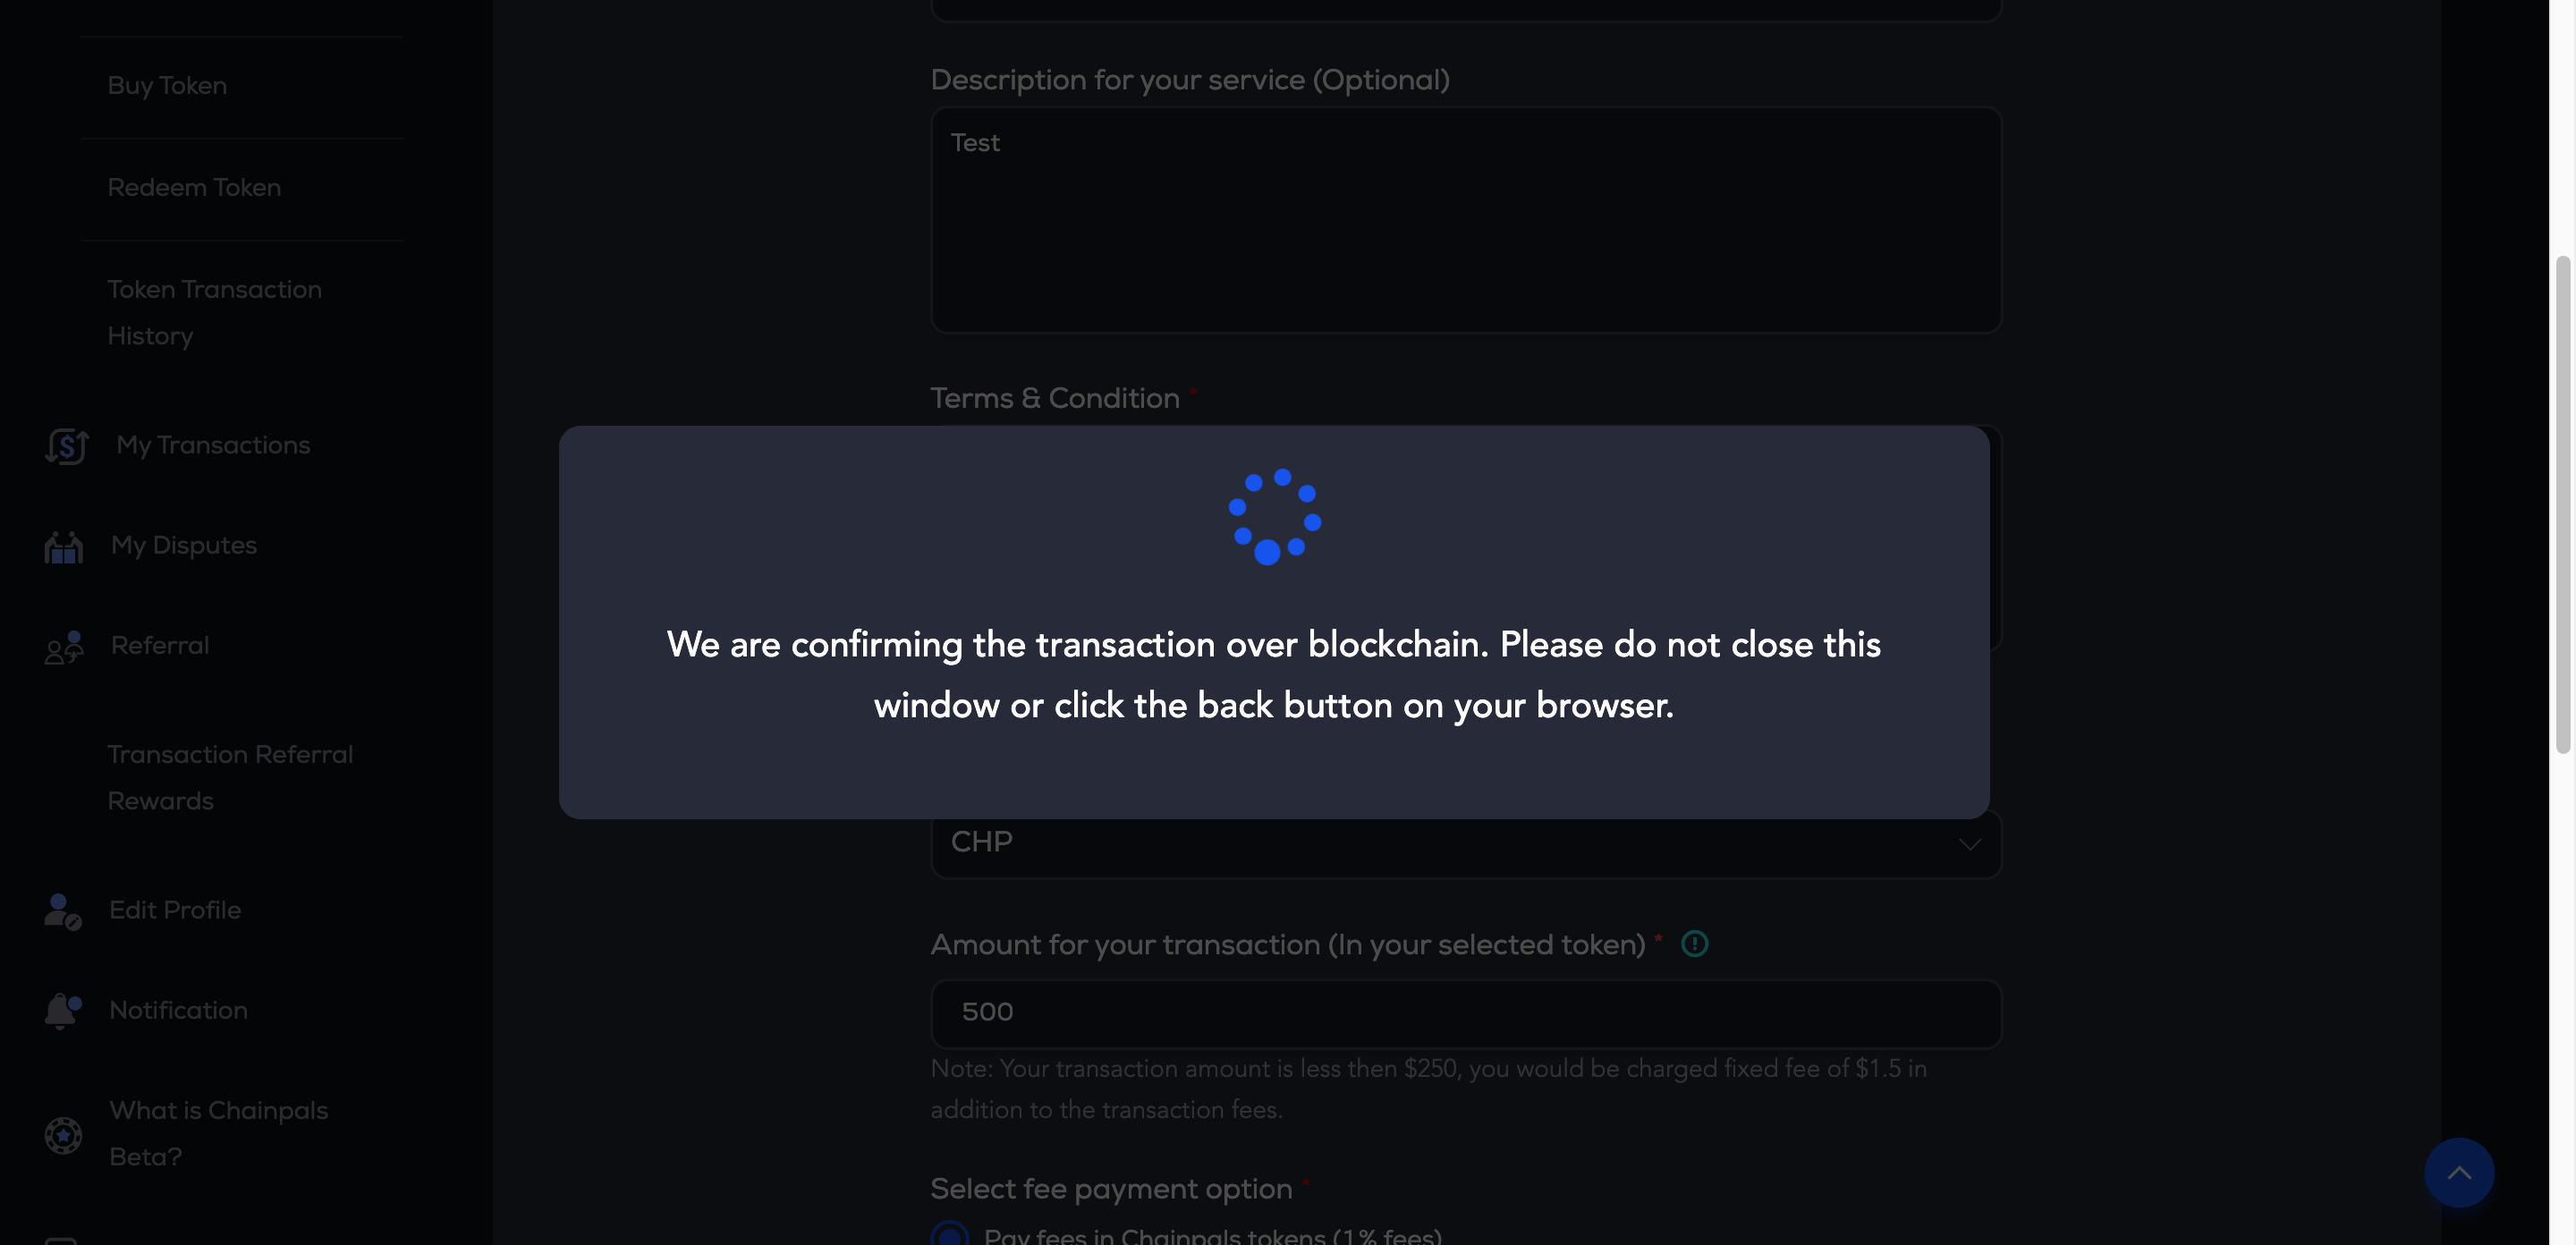 Buy Token
Redeem Token
Token Transaction
History
My Transactions
My Disputes
Referral
Transaction Referral
Rewards
Edit Profile
Notification
What is Chainpals
Beta?
Description for your service (Optional)
Test
Terms & Condition *
We are confirming the transaction over blockchain. Please do not close this
window or click the back button on your browser.
CHP
Amount for your transaction (In your selected token) *
500
Note: Your transaction amount is less then $250, you would be charged fixed fee of $1.5 in
addition to the transaction fees.
Select fee payment option *
Pay fees in Chainpals tokens (1% fees)